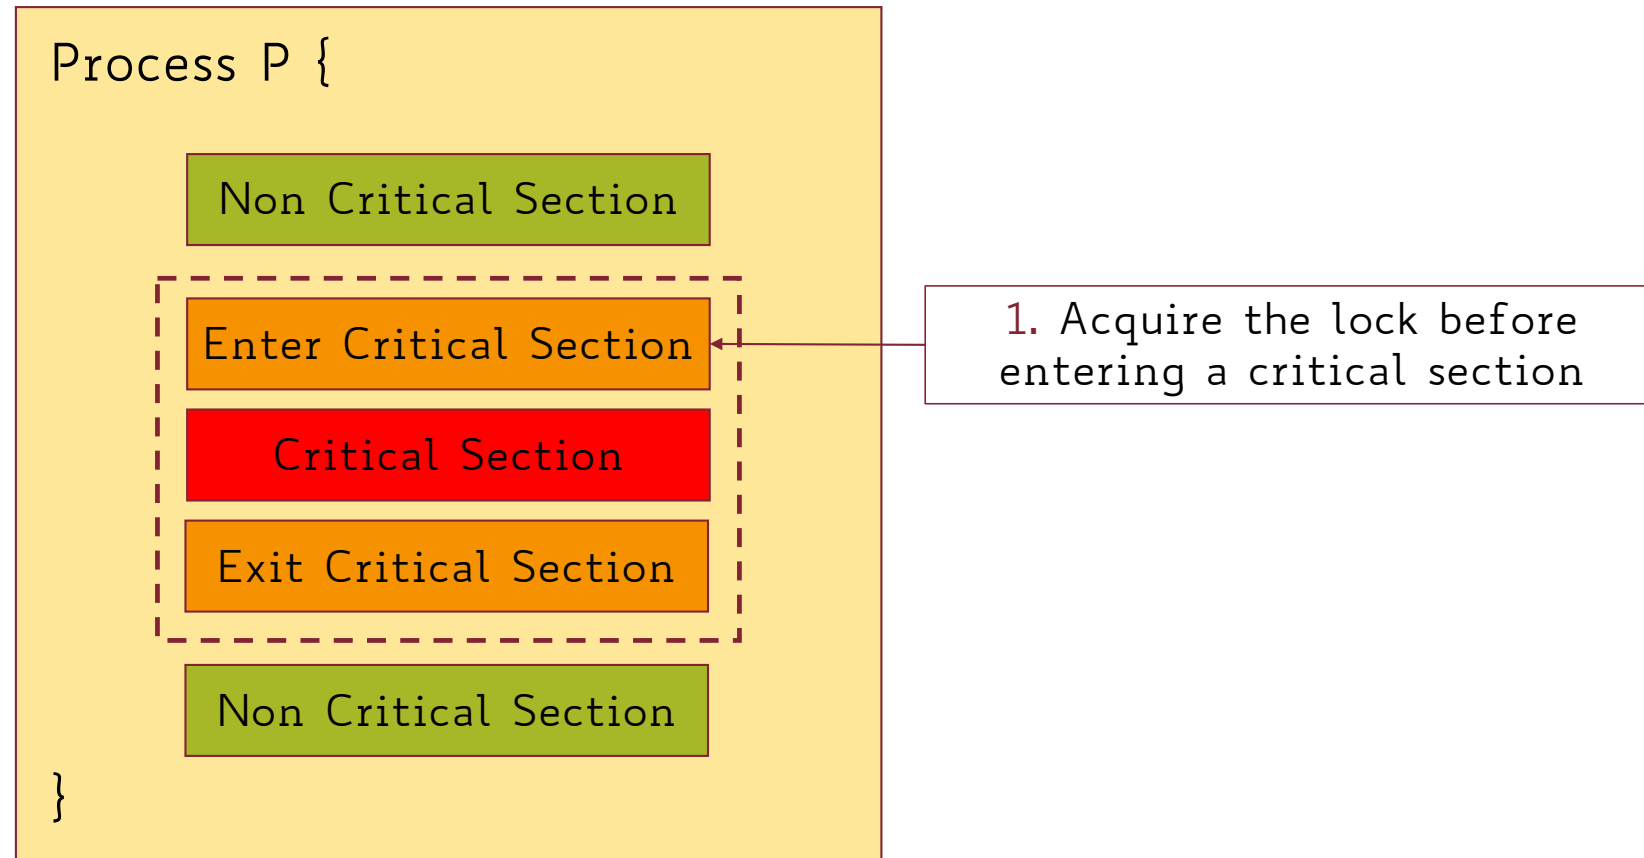 Process P {
Non Critical Section
Enter Critical Section
1. Acquire the lock before
entering a critical section
Critical Section
Exit Critical Section
Non Critical Section
}